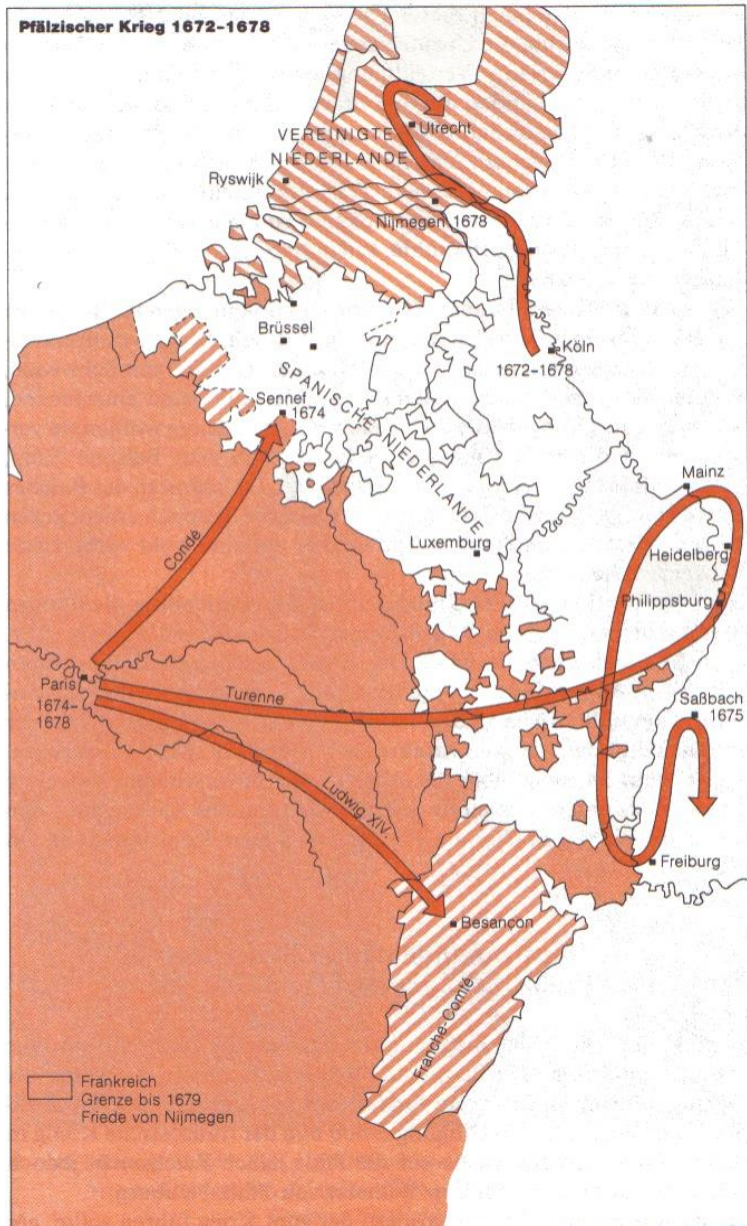 Pfälzischer Krieg 1672–1678
Utrecht
VEREINIGTE
NIEDERLANDE
Ryswijk
Nijmegen 1678
Brüssel
Köln
1672–1678
SPANISCHE NIEDERLANDE
Sennef
1674
Mainz
Condé
Luxemburg
Heidelberg
Philippsburg
Paris
1674–
1678
Turenne
Saßbach
1675
Ludwig XIV.
Freiburg
Besançon
Franche-Comté
Frankreich
Grenze bis 1679
Friede von Nijmegen